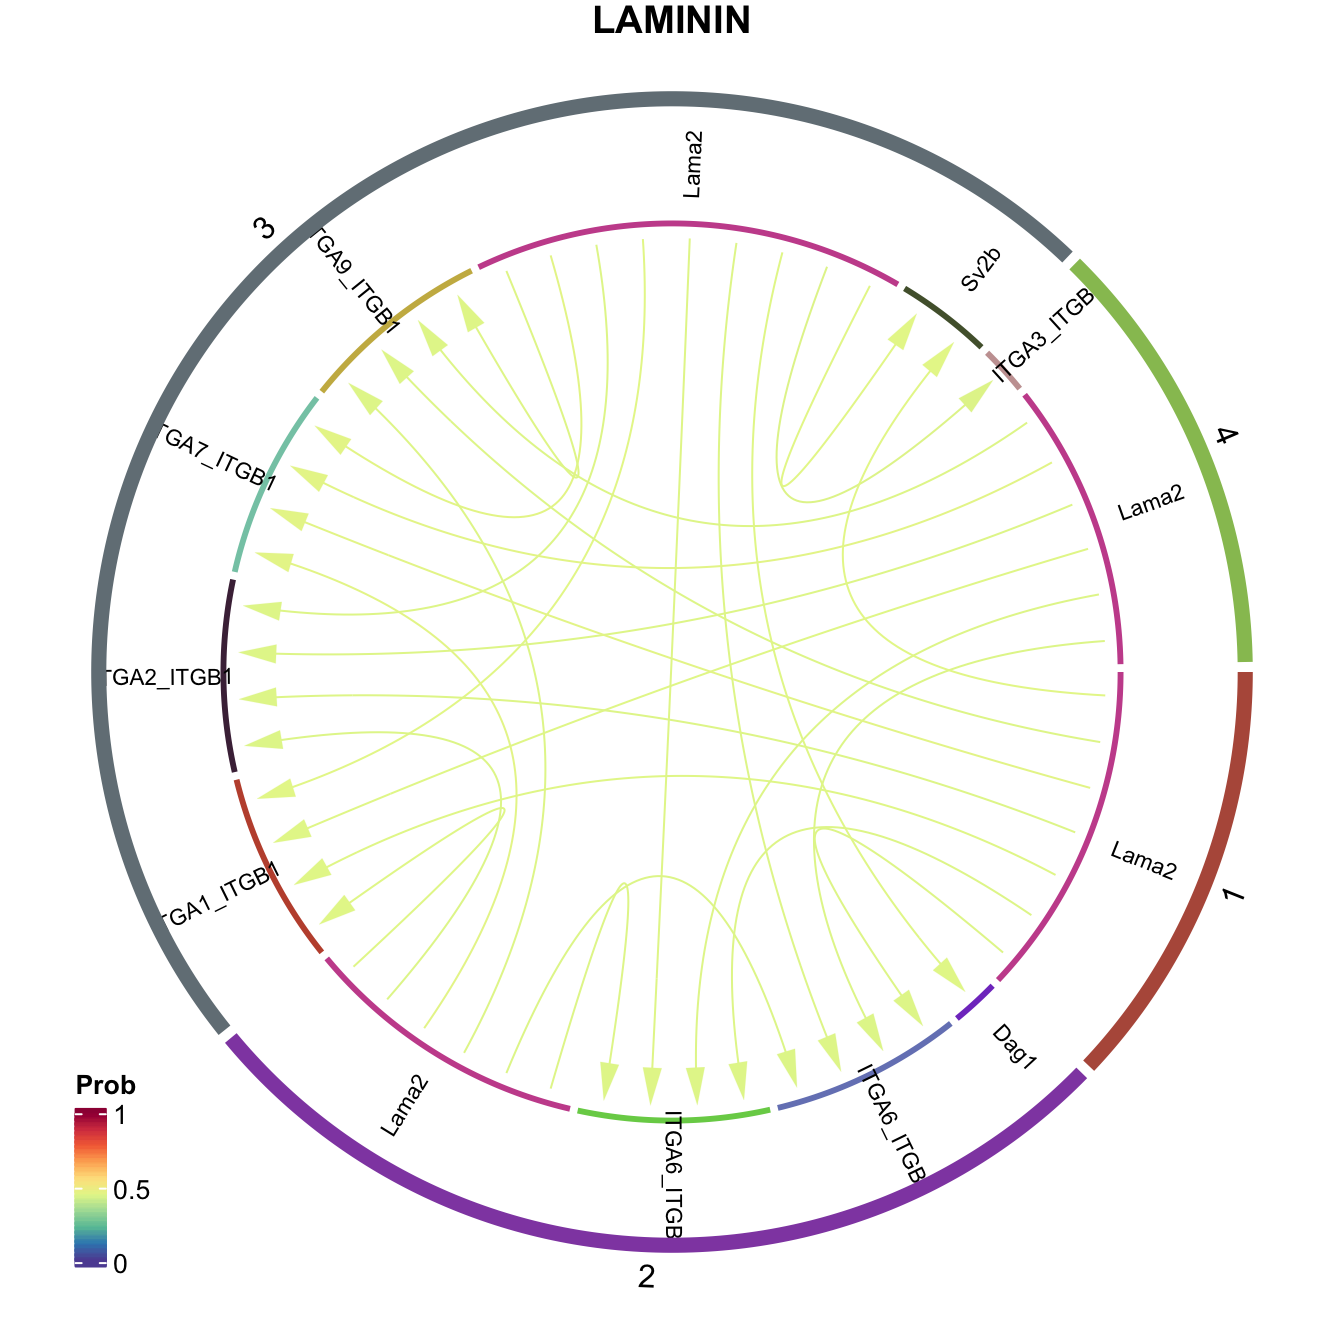 LAMININ
Lama2
3
TGA9_ITGB1
Sv2b
ITGA3_ITGB
4
TGA7_ITGB1
Lama2
TGA2_ITGB1
Lama2
1
TGA1_ITGB1
Dag1
Lama2
ITGA6_ITGB
ITGA6_ITGB
2
Prob
1
0.5
0